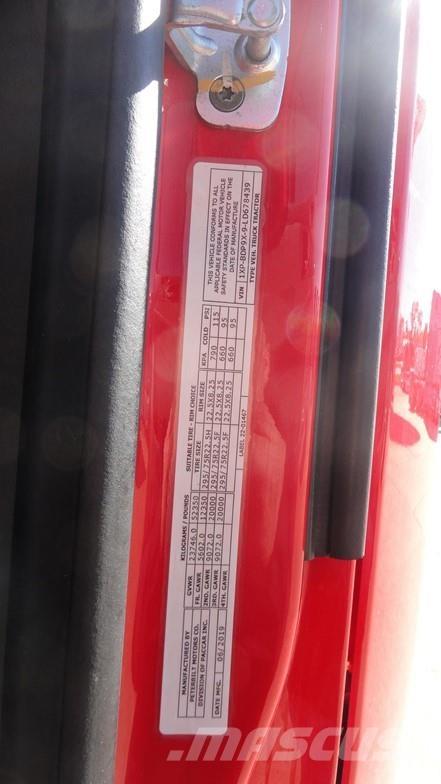 MANUFACTURED BY
PETERBILT MOTORS CO.
DIVISION OF PACCAR INC.
DATE MFG. 06/2019
KILOGRAMS / POUNDS
GVWR 23746.0 52350
FR. GAWR 5602.0 12350
2ND. GAWR 9072.0 20000
3RD. GAWR 9072.0 20000
4TH. GAWR
SUITABLE TIRE - RIM CHOICE
TIRE SIZE RIM SIZE KPA COLD PSI
295/75R22.5H 22.5X8.25 790 115
295/75R22.5F 22.5X8.25 660 95
295/75R22.5F 22.5X8.25 660 95
LABEL 22-01467
THIS VEHICLE CONFORMS TO ALL
APPLICABLE FEDERAL MOTOR VEHICLE
SAFETY STANDARDS IN EFFECT ON THE
DATE OF MANUFACTURE
VIN 1XP-BDP9X-9-LD678439
TYPE VEH. TRUCK TRACTOR
MASCUS